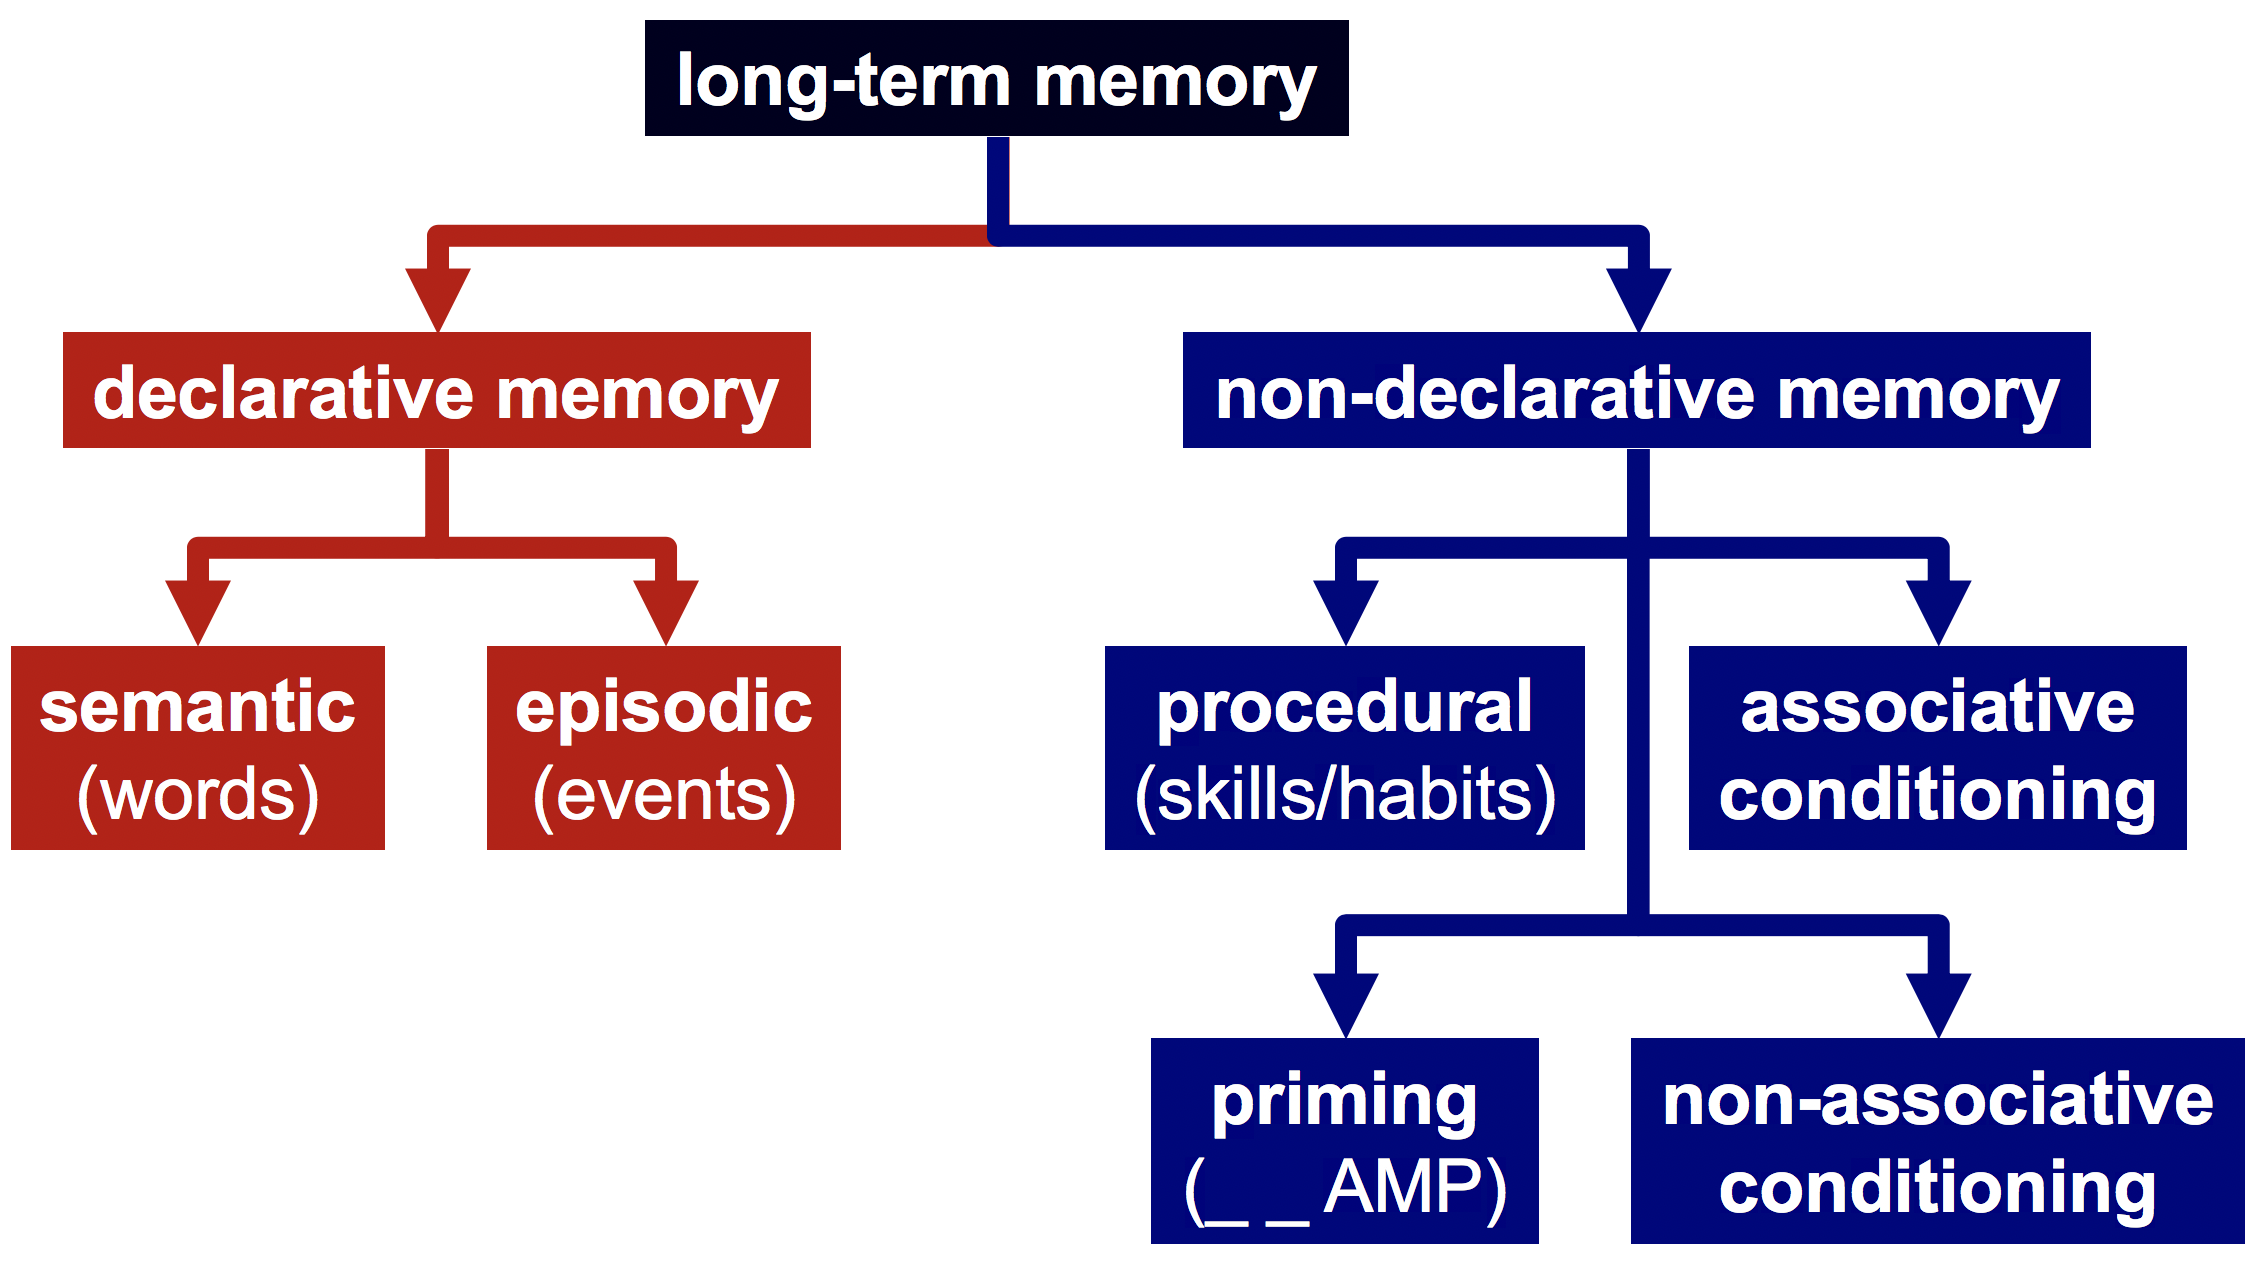 long-term memory
declarative memory
non-declarative memory
semantic
(words)
episodic
(events)
procedural
(skills/habits)
associative
conditioning
priming
(_ _ AMP)
non-associative
conditioning